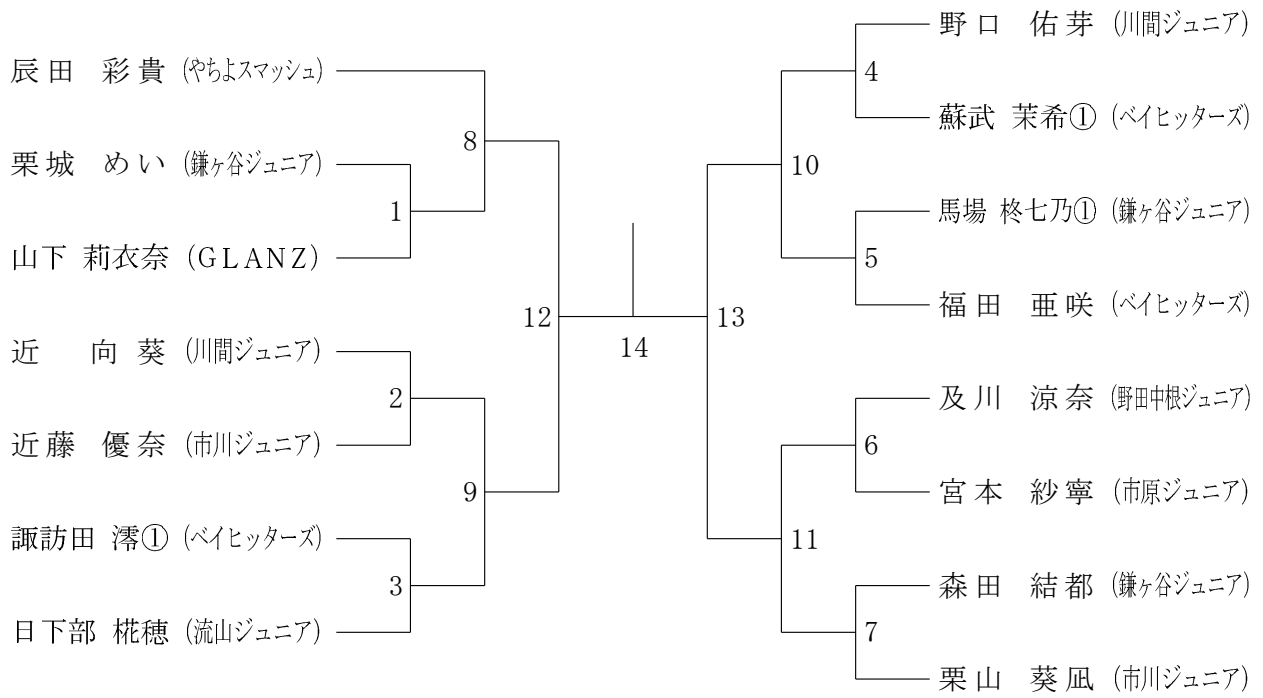 辰田 彩貴 (やちよスマッシュ)
栗城 めい (鎌ヶ谷ジュニア)
山下 莉衣奈 (GLANZ)
近 向葵 (川間ジュニア)
近藤 優奈 (市川ジュニア)
諏訪田 澪① (ベイヒッターズ)
日下部 椛穂 (流山ジュニア)
8
1
2
9
3
12
14
13
10
4
5
11
6
7
野口 佑芽 (川間ジュニア)
蘇武 茉希① (ベイヒッターズ)
馬場 柊七乃① (鎌ヶ谷ジュニア)
福田 亜咲 (ベイヒッターズ)
及川 涼奈 (野田中根ジュニア)
宮本 紗寧 (市原ジュニア)
森田 結都 (鎌ヶ谷ジュニア)
栗山 葵凪 (市川ジュニア)